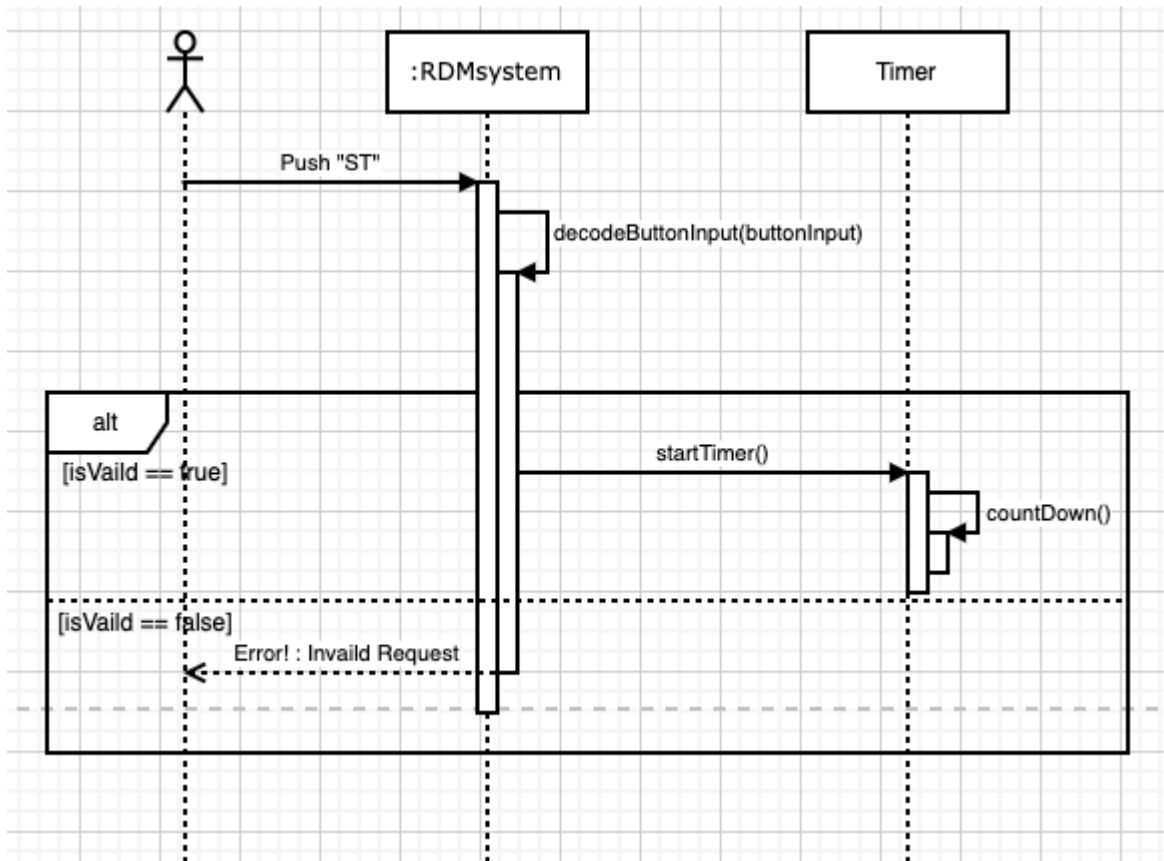 :RDMsystem
Timer
Push "ST"
decodeButtonInput(buttonInput)
alt
startTimer()
[isVaild == true]
countDown()
[isVaild == false]
Error! : Invaild Request